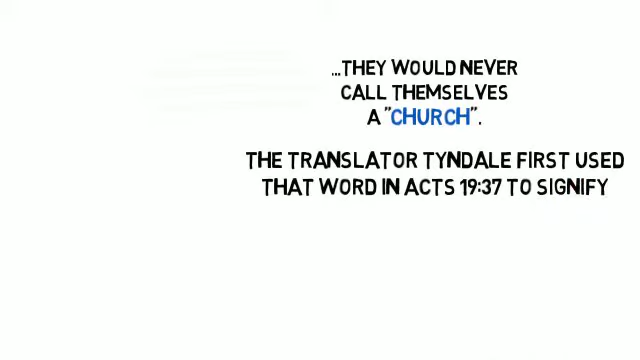 ...THEY WOULD NEVER
CALL THEMSELVES
A "CHURCH".
THE TRANSLATOR TYNDALE FIRST USED
THAT WORD IN ACTS 19:37 TO SIGNIFY